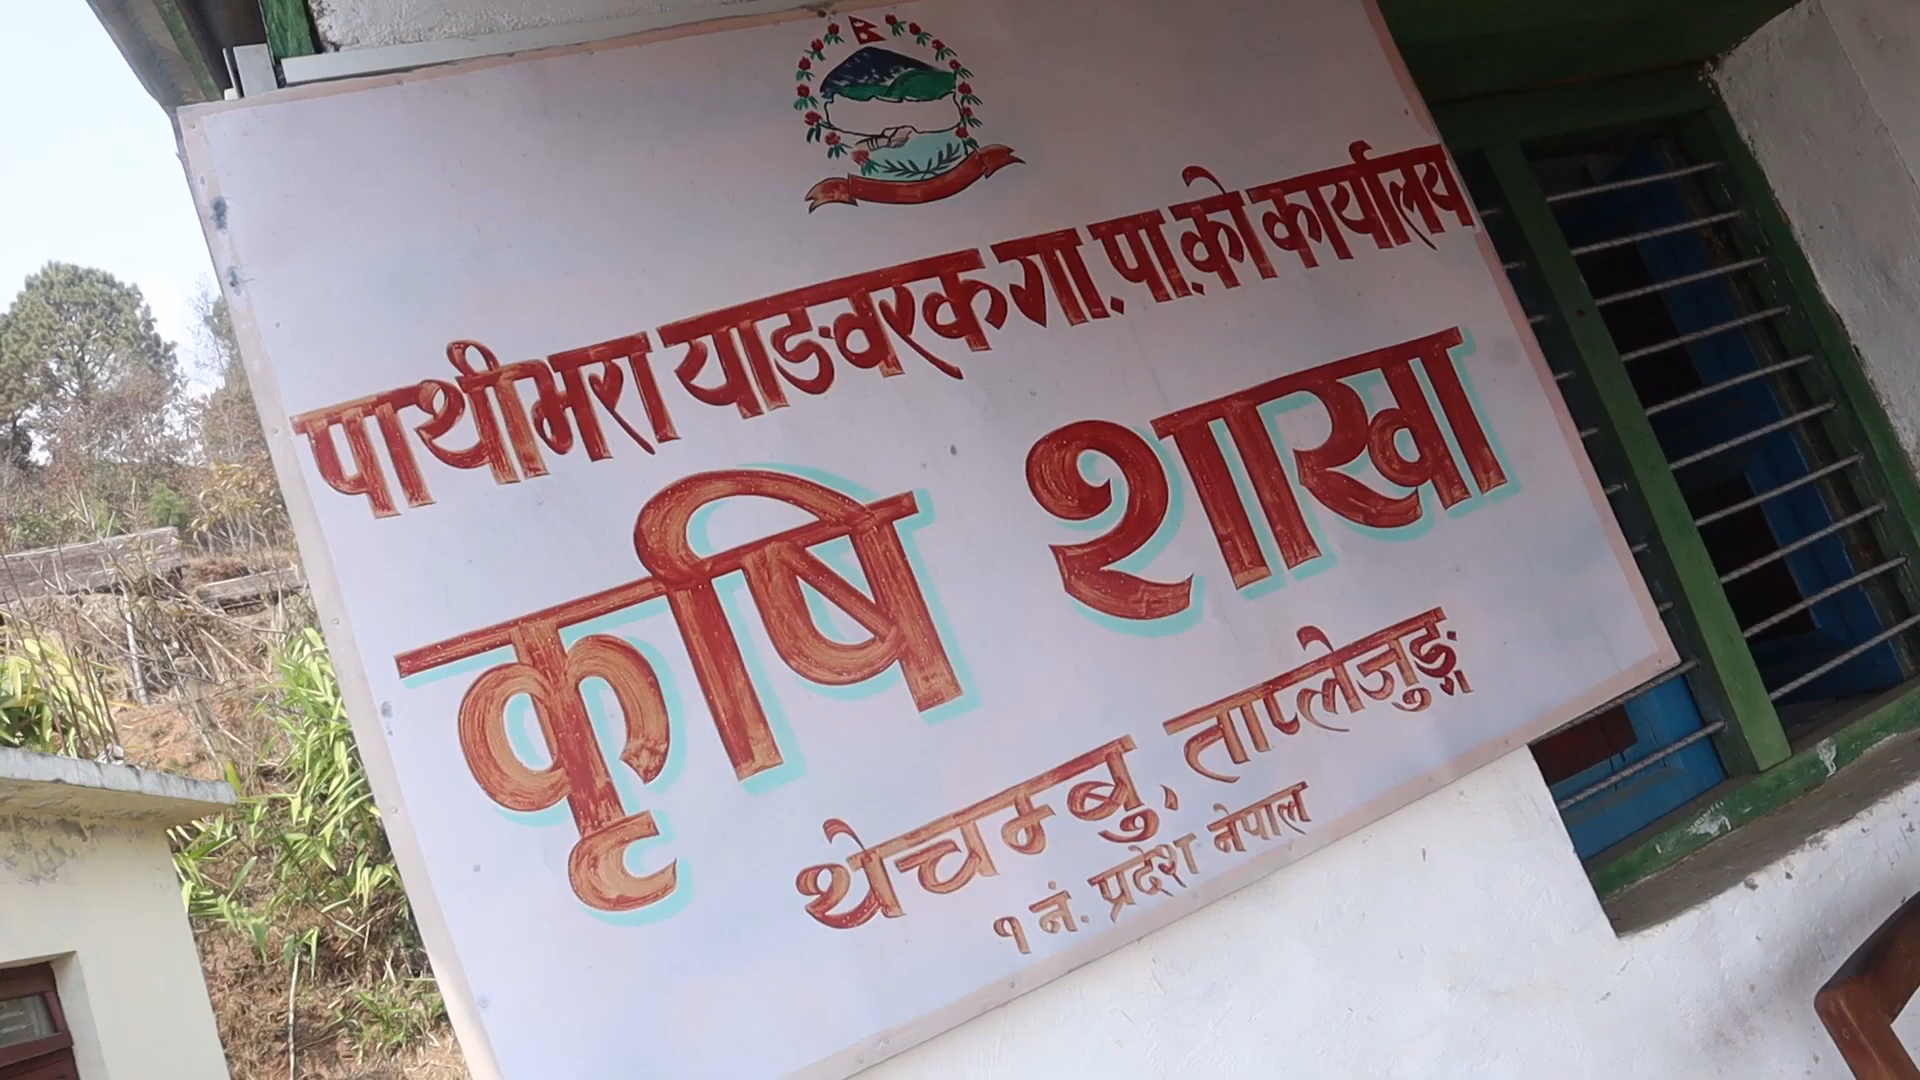 पाथीभरा याङवरक गा.पा.को कार्यालय
कृषि शाखा
थेचम्बु, ताप्लेजुङ्ग
१ नं. प्रदेश नेपाल